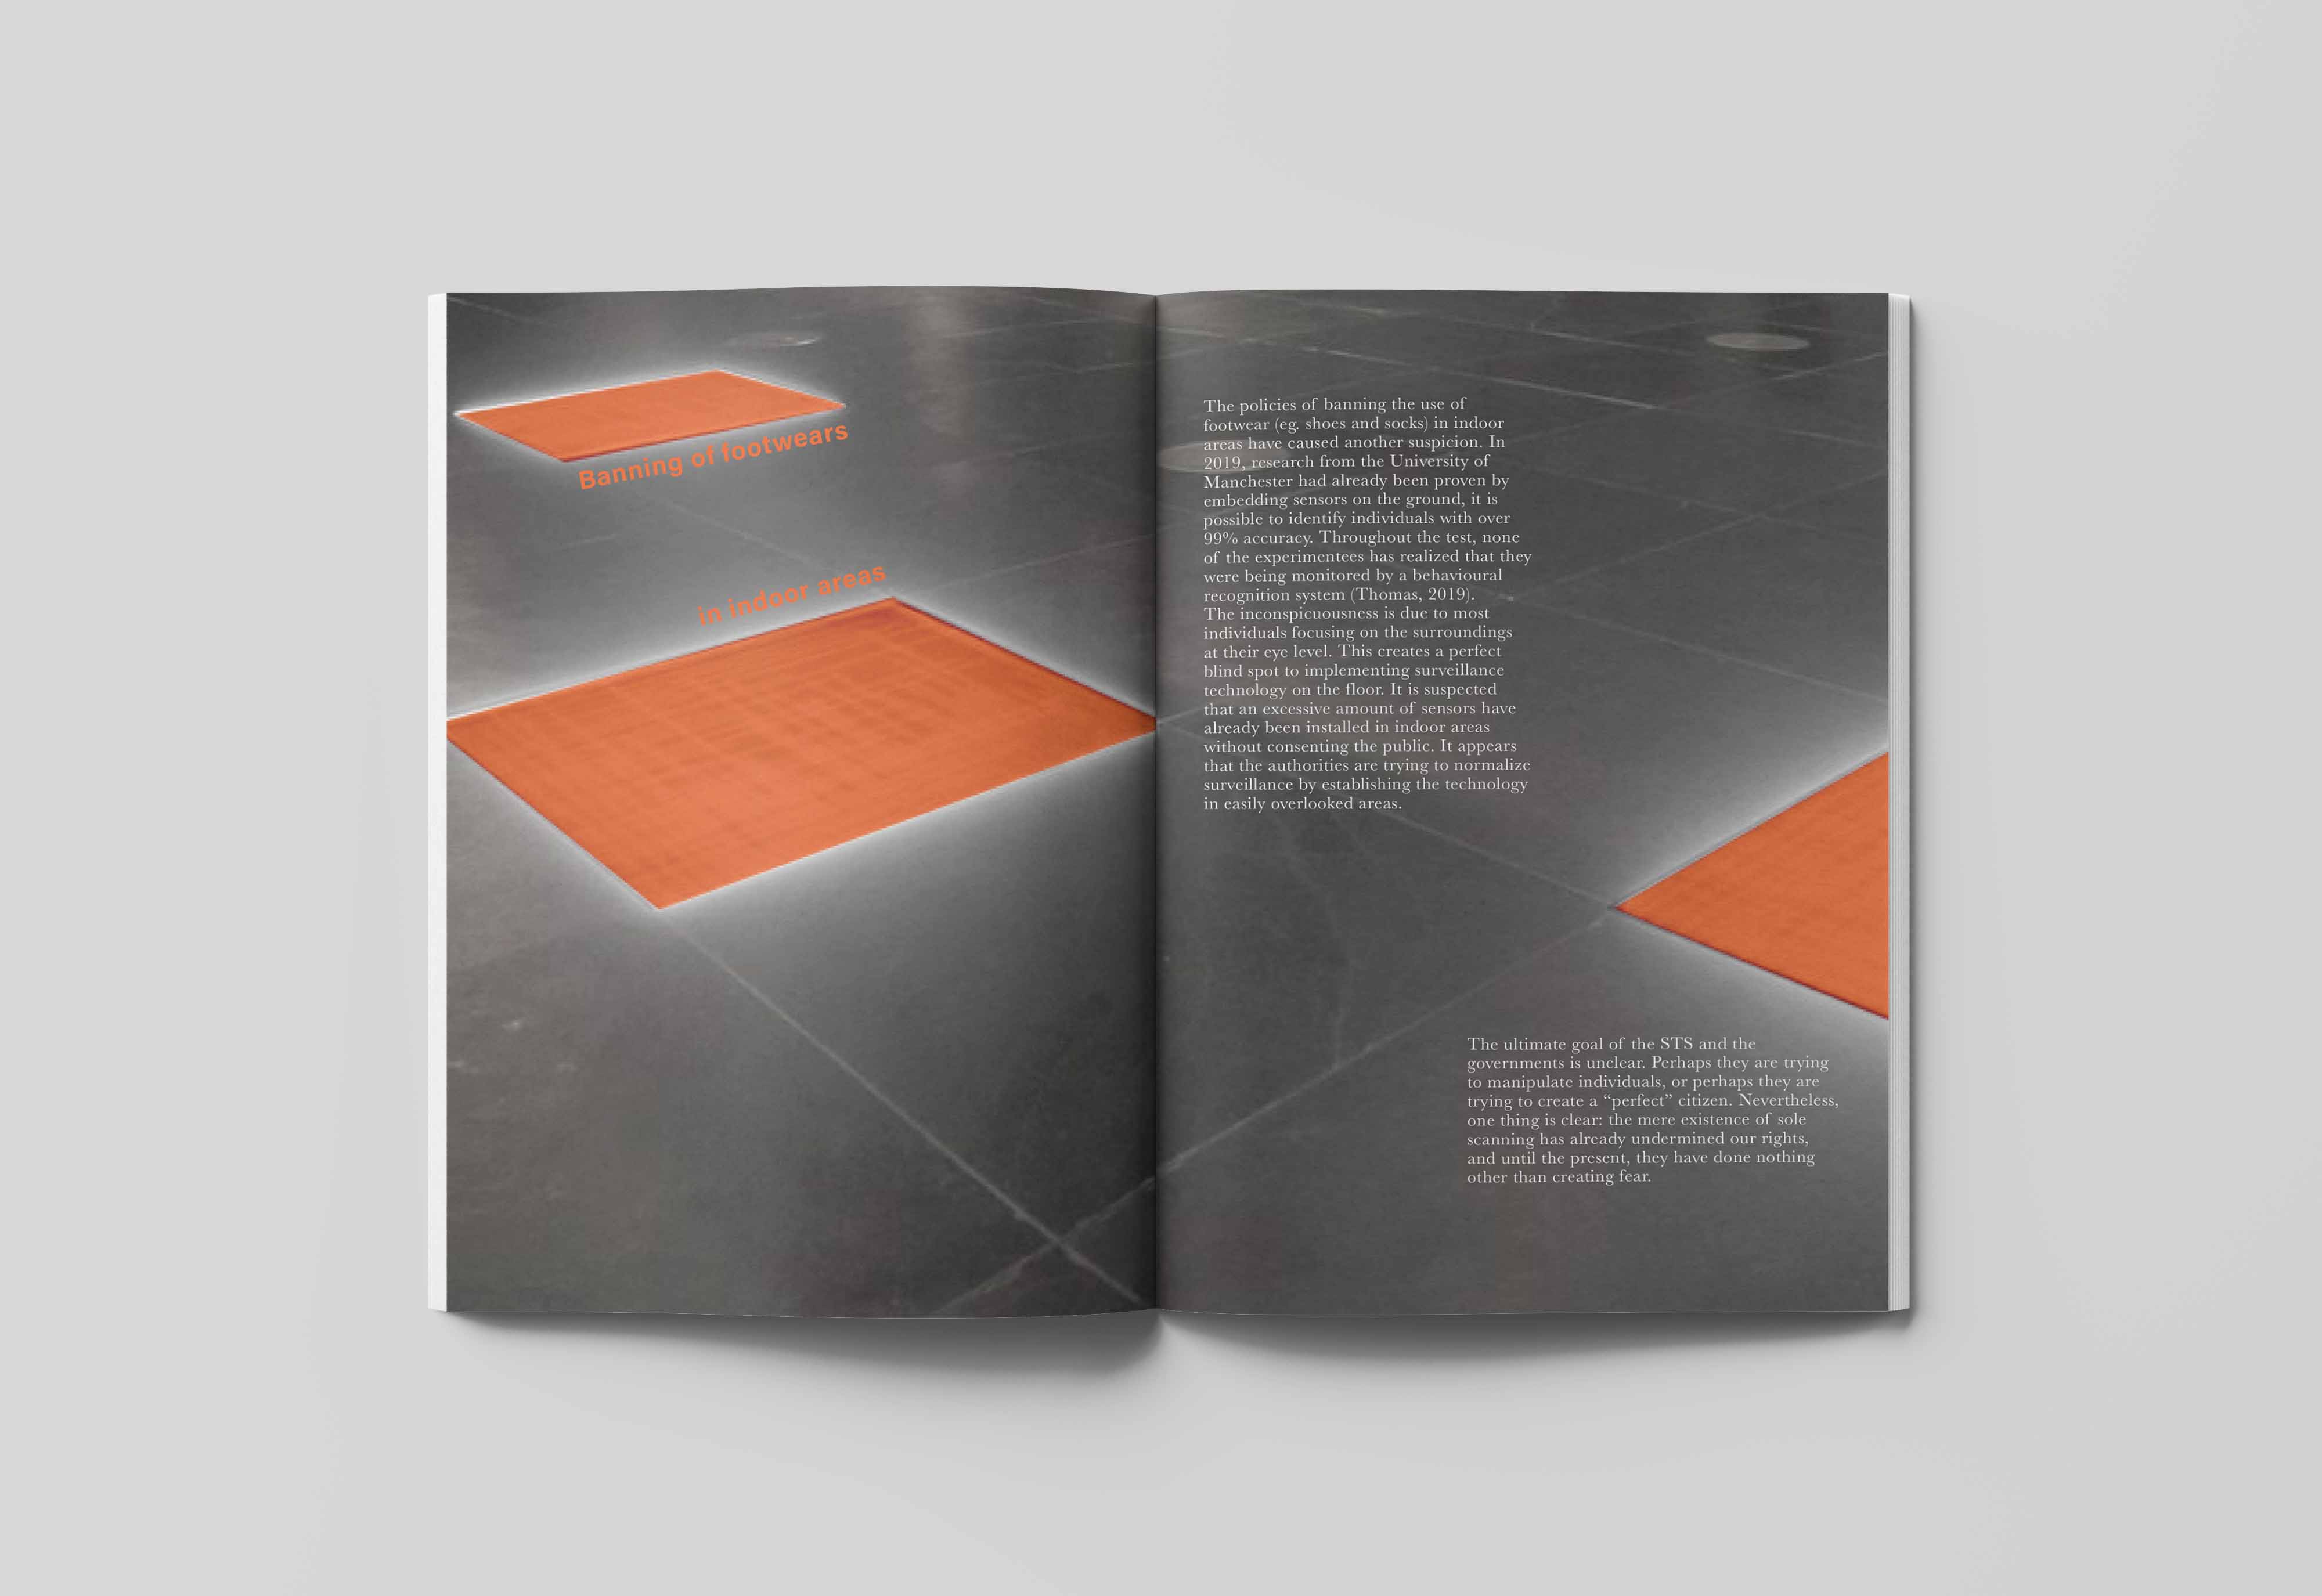 Banning of footwears
in indoor areas
The policies of banning the use of
footwear (eg. shoes and socks) in indoor
areas have caused another suspicion. In
2019, research from the University of
Manchester had already been proven by
embedding sensors on the ground, it is
possible to identify individuals with over
99% accuracy. Throughout the test, none
of the experimentees has realized that they
were being monitored by a behavioural
recognition system (Thomas, 2019).
The inconspicuousness is due to most
individuals focusing on the surroundings
at their eye level. This creates a perfect
blind spot to implementing surveillance
technology on the floor. It is suspected
that an excessive amount of sensors have
already been installed in indoor areas
without consenting the public. It appears
that the authorities are trying to normalize
surveillance by establishing the technology
in easily overlooked areas.
The ultimate goal of the STS and the
governments is unclear. Perhaps they are trying
to manipulate individuals, or perhaps they are
trying to create a “perfect” citizen. Nevertheless,
one thing is clear: the mere existence of sole
scanning has already undermined our rights,
and until the present, they have done nothing
other than creating fear.